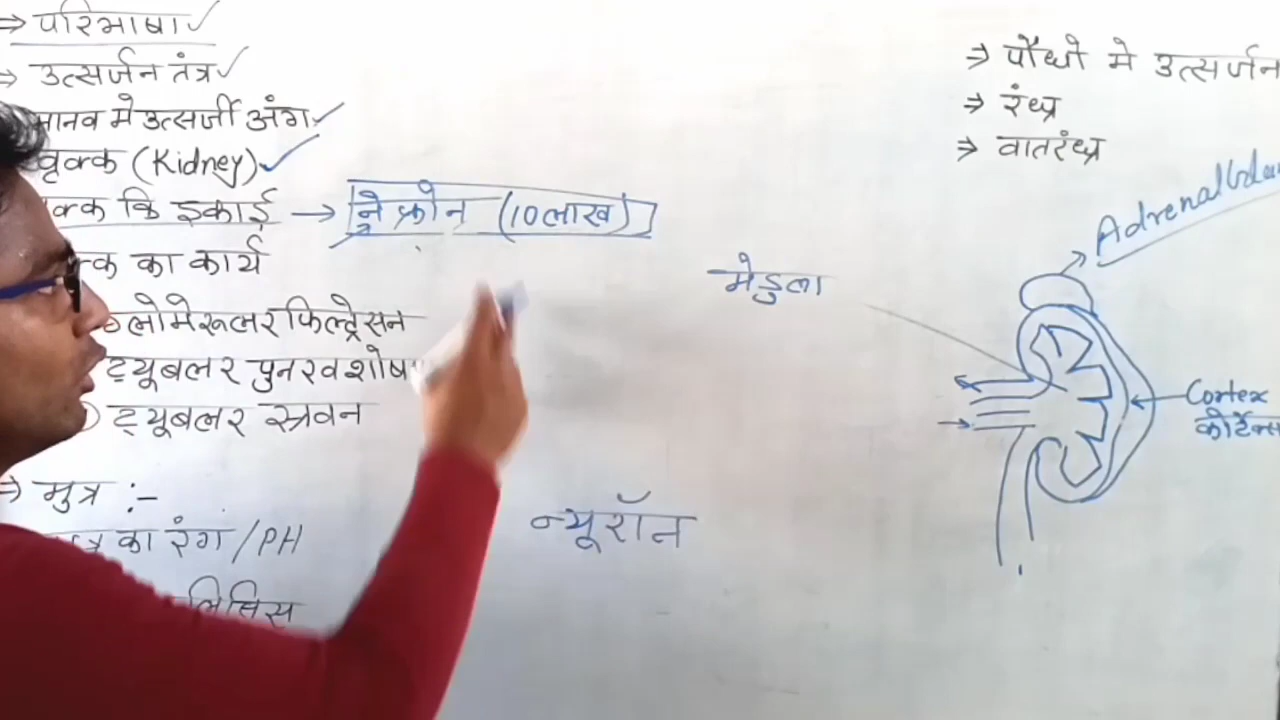 ⇒ परिभाषा ✓
⇒ उत्सर्जन तंत्र ✓
मानव मे उत्सर्जी अंग ✓
वृक्क (Kidney) ✓
क्क कि इकाई → नेफ्रोन (10 लाख)
क्क का कार्य
लोमेरूलर फिल्ट्रेसन
ट्यूबलर पुनरवशोष
ट्यूबलर स्त्रवन
⇒ मुत्र :-
का रंग / PH
न्यूरॉन
⇒ पौधो मे उत्सर्जन
⇒ रंध्र
⇒ वातरंध्र
Adrenal
मेडुला
Cortex
कोर्टेक्स